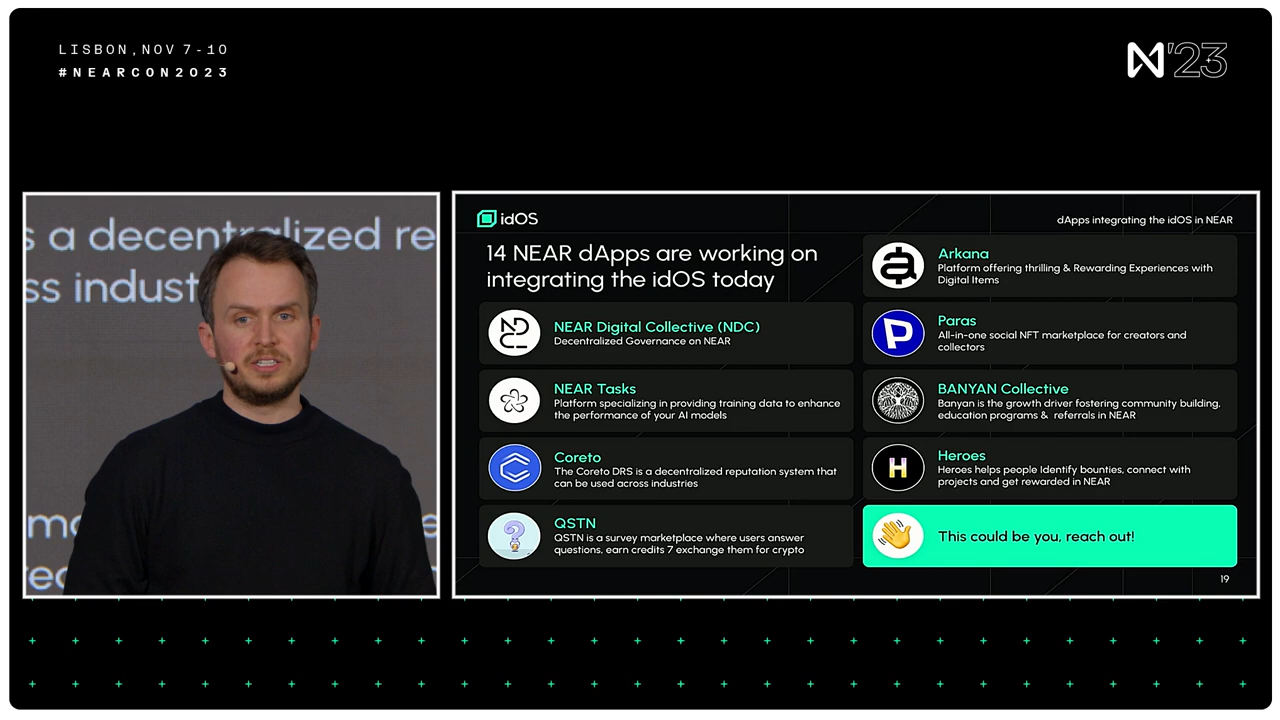 LISBON, NOV 7-10
#NEARCON2023
N'23
s a decentralized re
ss indust
idOS
dApps integrating the idOS in NEAR
14 NEAR dApps are working on
integrating the idOS today
NEAR Digital Collective (NDC)
Decentralized Governance on NEAR
NEAR Tasks
Platform specializing in providing training data to enhance
the performance of your AI models
Coreto
The Coreto DRS is a decentralized reputation system that
can be used across industries
QSTN
QSTN is a survey marketplace where users answer
questions, earn credits 7 exchange them for crypto
Arkana
Platform offering thrilling & Rewarding Experiences with
Digital Items
Paras
All-in-one social NFT marketplace for creators and
collectors
BANYAN Collective
Banyan is the growth driver fostering community building,
education programs & referrals in NEAR
Heroes
Heroes helps people Identify bounties, connect with
projects and get rewarded in NEAR
This could be you, reach out!
19